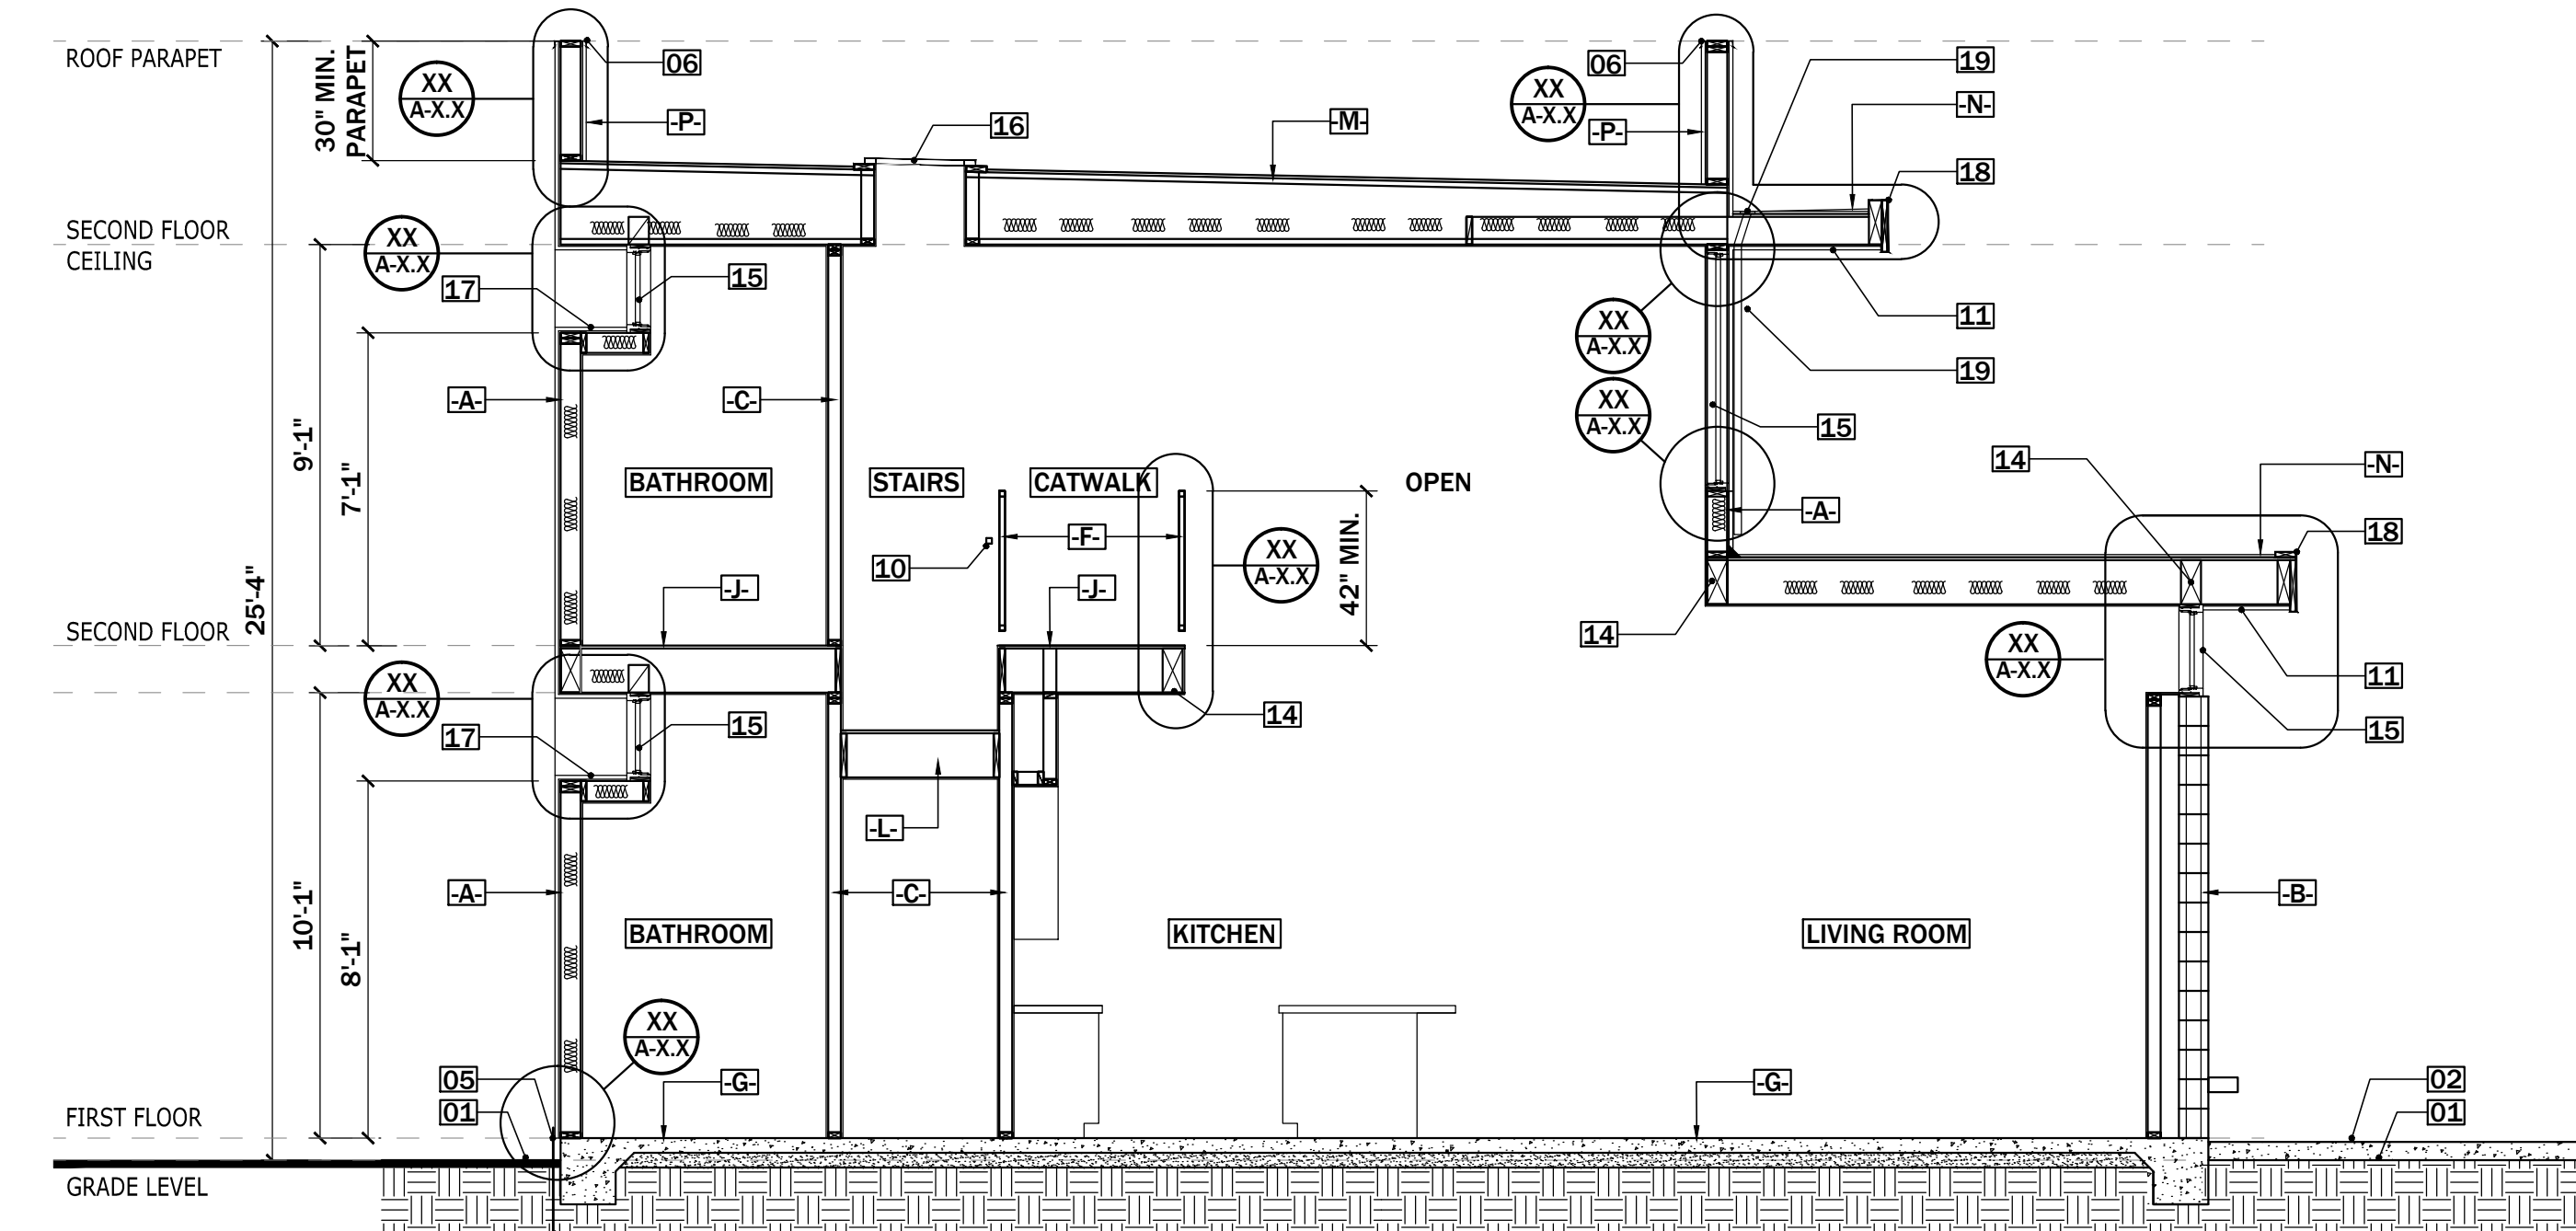 ROOF PARAPET
30" MIN.
PARAPET
XX
A-X.X
06
-P-
16
-M-
06
XX
A-X.X
-P-
19
-N-
18
SECOND FLOOR
CEILING
XX
A-X.X
17
15
11
XX
A-X.X
19
-A-
-C-
XX
A-X.X
15
9'-1"
7'-1"
25'-4"
BATHROOM
STAIRS
CATWALK
OPEN
14
-N-
-A-
18
10
-F-
XX
A-X.X
42" MIN.
-J-
-J-
SECOND FLOOR
14
XX
A-X.X
11
XX
A-X.X
17
15
14
15
-L-
10'-1"
8'-1"
-A-
-C-
-B-
BATHROOM
KITCHEN
LIVING ROOM
XX
A-X.X
05
01
-G-
-G-
02
01
FIRST FLOOR
GRADE LEVEL